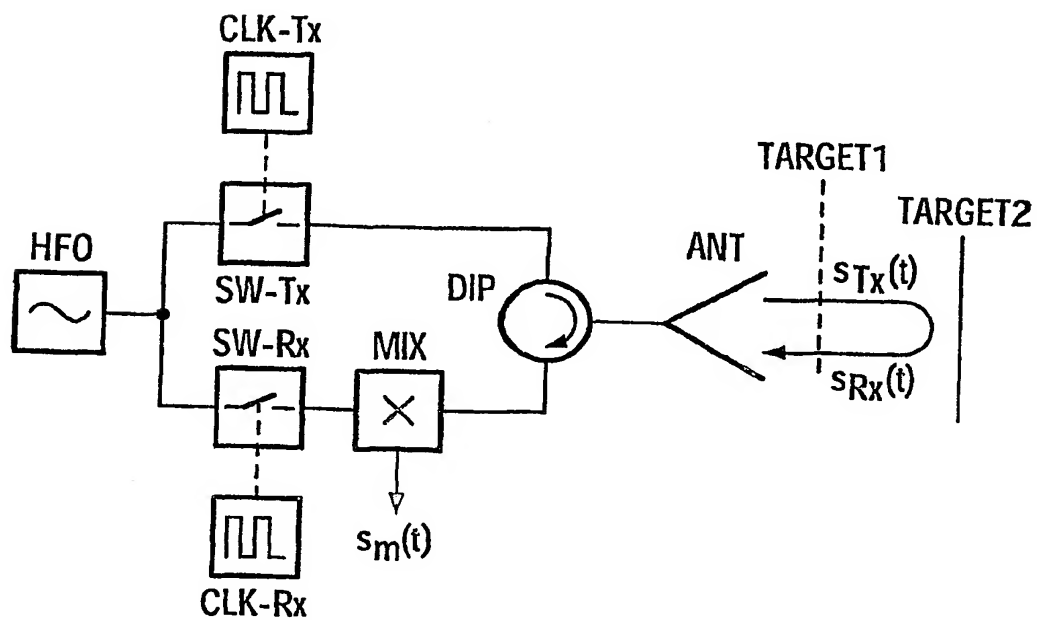 CLK-Tx
TARGET1
TARGET2
HFO
SW-Tx
DIP
ANT
sTx(t)
SW-Rx
MIX
sRx(t)
sm(t)
CLK-Rx